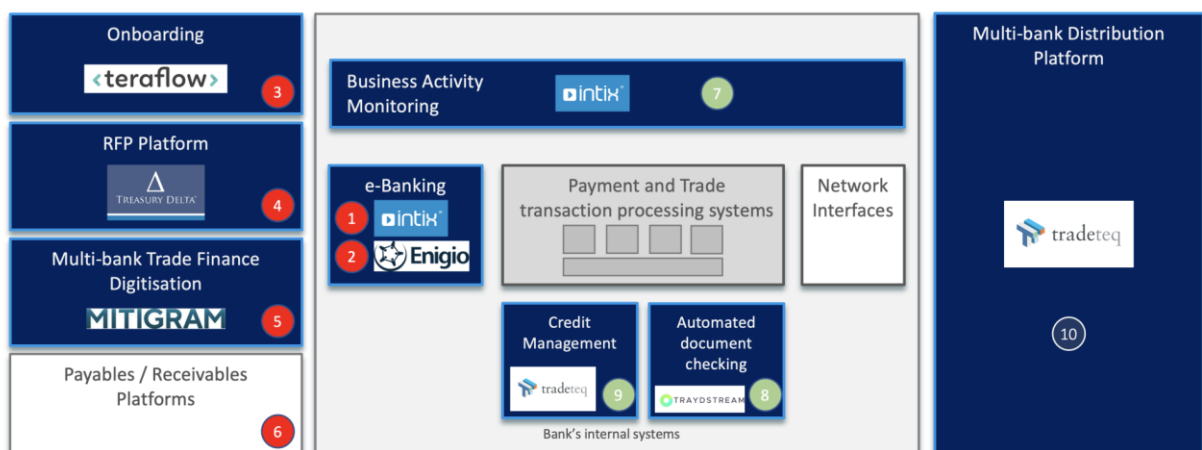 Onboarding
<teraflow>
3
RFP Platform
Δ
TREASURY DELTA
4
Multi-bank Trade Finance
Digitisation
MITIGRAM
5
Payables / Receivables
Platforms
6
Business Activity
Monitoring
intix
7
e-Banking
1
intix
2
Enigio
Payment and Trade
transaction processing systems
Network
Interfaces
Credit
Management
tradeteq
9
Automated
document
checking
TRAYDSTREAM
8
Bank's internal systems
Multi-bank Distribution
Platform
tradeteq
10